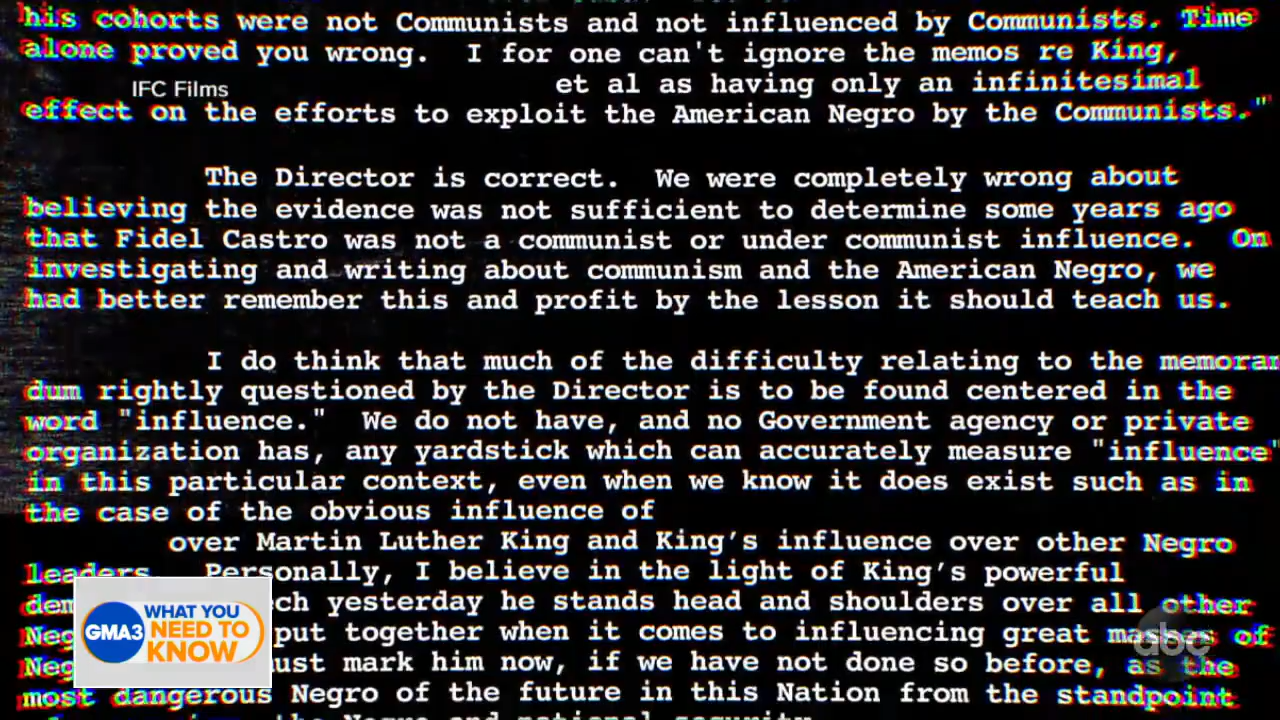 his cohorts were not Communists and not influenced by Communists. Time
alone proved you wrong. I for one can't ignore the memos re King,
IFC Films
et al as having only an infinitesimal
effect on the efforts to exploit the American Negro by the Communists."
The Director is correct. We were completely wrong about
believing the evidence was not sufficient to determine some years ago
that Fidel Castro was not a communist or under communist influence. On
investigating and writing about communism and the American Negro, we
had better remember this and profit by the lesson it should teach us.
I do think that much of the difficulty relating to the memoran
dum rightly questioned by the Director is to be found centered in the
word "influence." We do not have, and no Government agency or private
organization has, any yardstick which can accurately measure "influence"
in this particular context, even when we know it does exist such as in
the case of the obvious influence of
over Martin Luther King and King's influence over other Negro
leaders Personally, I believe in the light of King's powerful
dem ech yesterday he stands head and shoulders over all other
Neg put together when it comes to influencing great masses of
Neg ust mark him now, if we have not done so before, as the
most dangerous Negro of the future in this Nation from the standpoint
the Negro and national security
GMA3
WHAT YOU
NEED TO
KNOW
abc